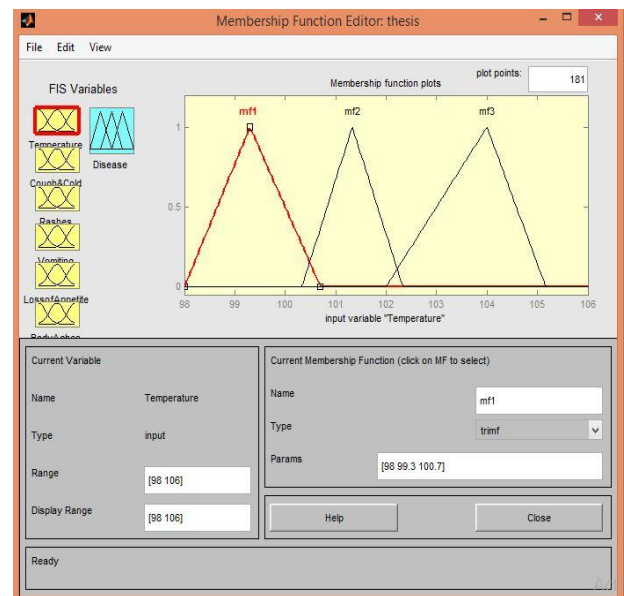 Membership Function Editor: thesis
File Edit View
FIS Variables
Membership function plots
plot points:
181
Temperature
Cough&Cold
Rashes
Vomiting
LossofAppetite
BodyAches
Disease
mf1 mf2 mf3
1
0.5
0
98 99 100 101 102 103 104 105 106
input variable "Temperature"
Current Variable
Name Temperature
Type input
Range [98 106]
Display Range [98 106]
Current Membership Function (click on MF to select)
Name mf1
Type trimf
Params [98 99.3 100.7]
Help Close
Ready